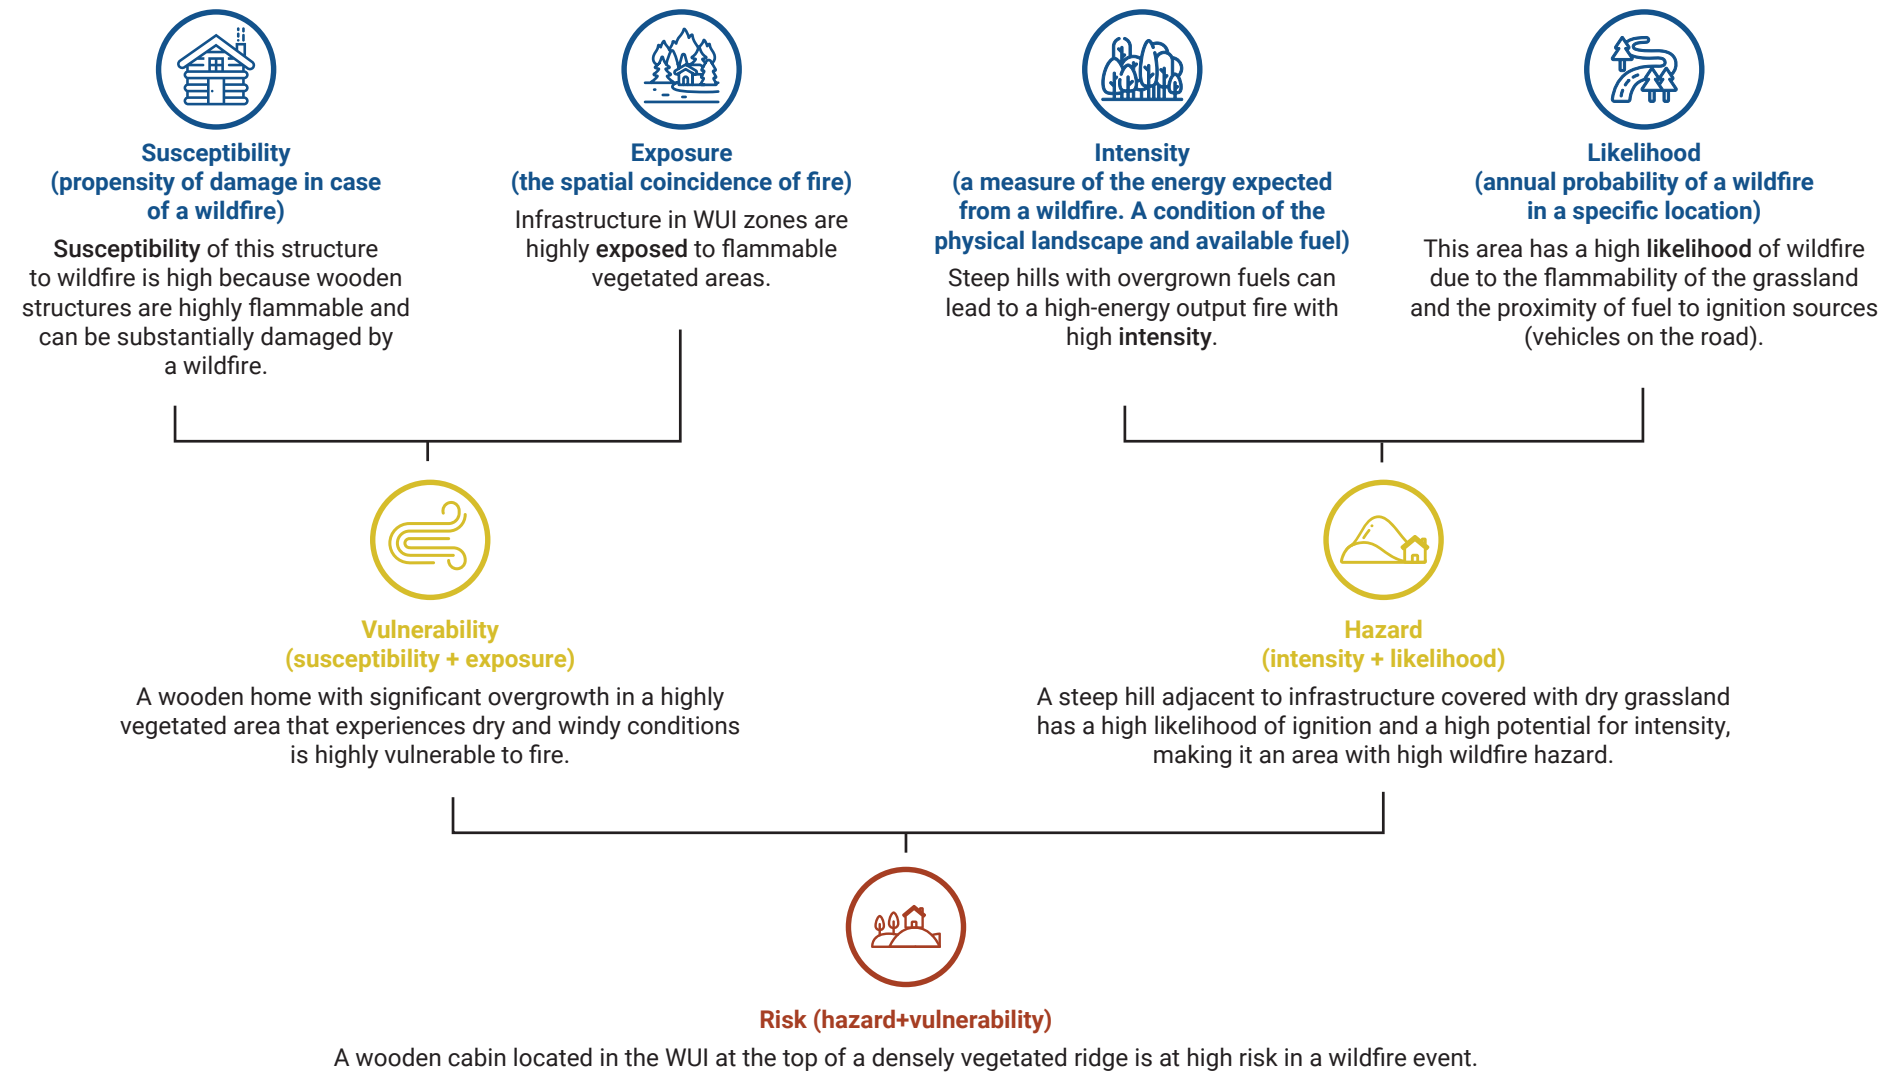 Susceptibility
(propensity of damage in case
of a wildfire)
Susceptibility of this structure
to wildfire is high because wooden
structures are highly flammable and
can be substantially damaged by
a wildfire.
Exposure
(the spatial coincidence of fire)
Infrastructure in WUI zones are
highly exposed to flammable
vegetated areas.
Intensity
(a measure of the energy expected
from a wildfire. A condition of the
physical landscape and available fuel)
Steep hills with overgrown fuels can
lead to a high-energy output fire with
high intensity.
Likelihood
(annual probability of a wildfire
in a specific location)
This area has a high likelihood of wildfire
due to the flammability of the grassland
and the proximity of fuel to ignition sources
(vehicles on the road).
Vulnerability
(susceptibility + exposure)
A wooden home with significant overgrowth in a highly
vegetated area that experiences dry and windy conditions
is highly vulnerable to fire.
Hazard
(intensity + likelihood)
A steep hill adjacent to infrastructure covered with dry grassland
has a high likelihood of ignition and a high potential for intensity,
making it an area with high wildfire hazard.
Risk (hazard+vulnerability)
A wooden cabin located in the WUI at the top of a densely vegetated ridge is at high risk in a wildfire event.